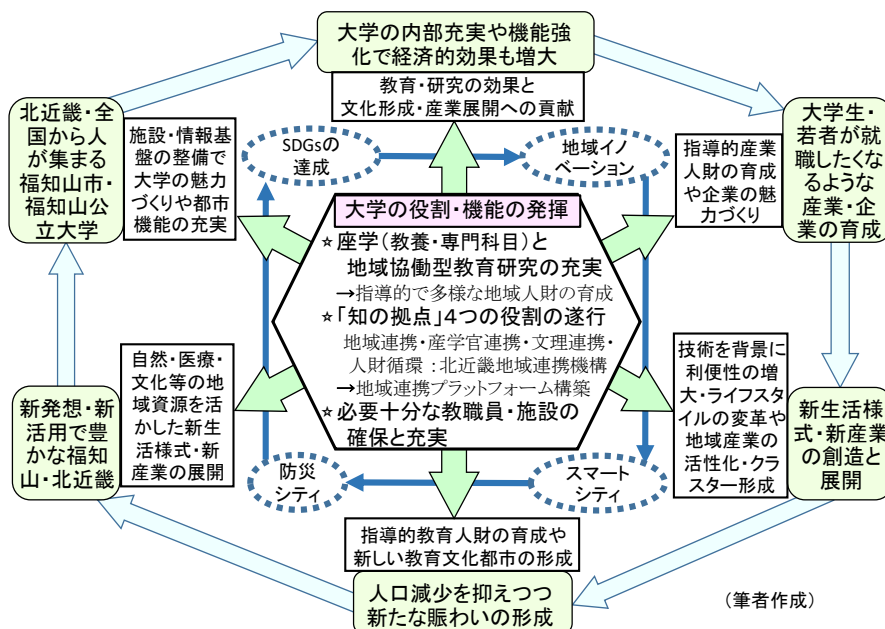 大学の内部充実や機能強
化で経済的効果も増大
教育・研究の効果と
文化形成・産業展開への貢献
北近畿・全
国から人
が集まる
福知山市・
福知山公
立大学
施設・情報基
盤の整備で
大学の魅力
づくりや都市
機能の充実
SDGsの
達成
地域イノ
ベーション
指導的産業
人財の育成
や企業の魅
力づくり
大学生・
若者が就
職したくな
るような
産業・企
業の育成
大学の役割・機能の発揮
☆座学(教養・専門科目)と
地域協働型教育研究の充実
→指導的で多様な地域人財の育成
☆「知の拠点」4つの役割の遂行
地域連携・産学官連携・文理連携・
人財循環:北近畿地域連携機構
→地域連携プラットフォーム構築
☆必要十分な教職員・施設の
確保と充実
自然・医療・
文化等の地
域資源を活
かした新生
活様式・新
産業の展開
技術を背景に
利便性の増
大・ライフスタ
イルの変革や
地域産業の
活性化・クラ
スター形成
新発想・新
活用で豊
かな福知
山・北近畿
新生活様
式・新産業
の創造と
展開
防災
シティ
スマート
シティ
指導的教育人財の育成や
新しい教育文化都市の形成
人口減少を抑えつつ
新たな賑わいの形成
(筆者作成)